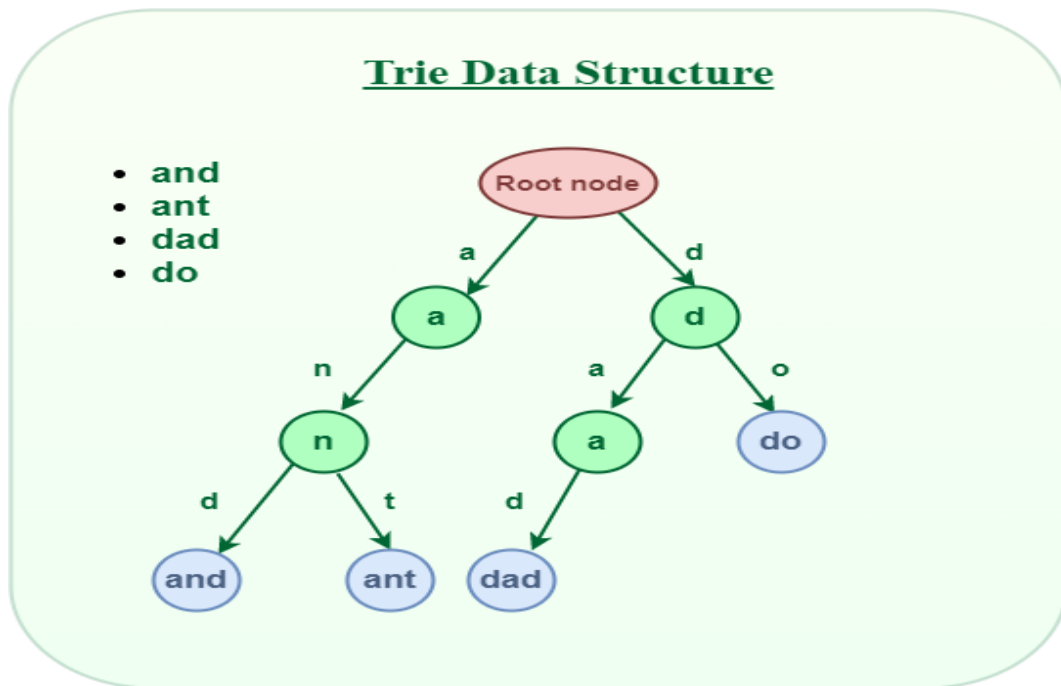 Trie Data Structure
• and
• ant
• dad
• do
Root node
a
d
a
d
n
a
o
n
a
do
d
t
d
and
ant
dad